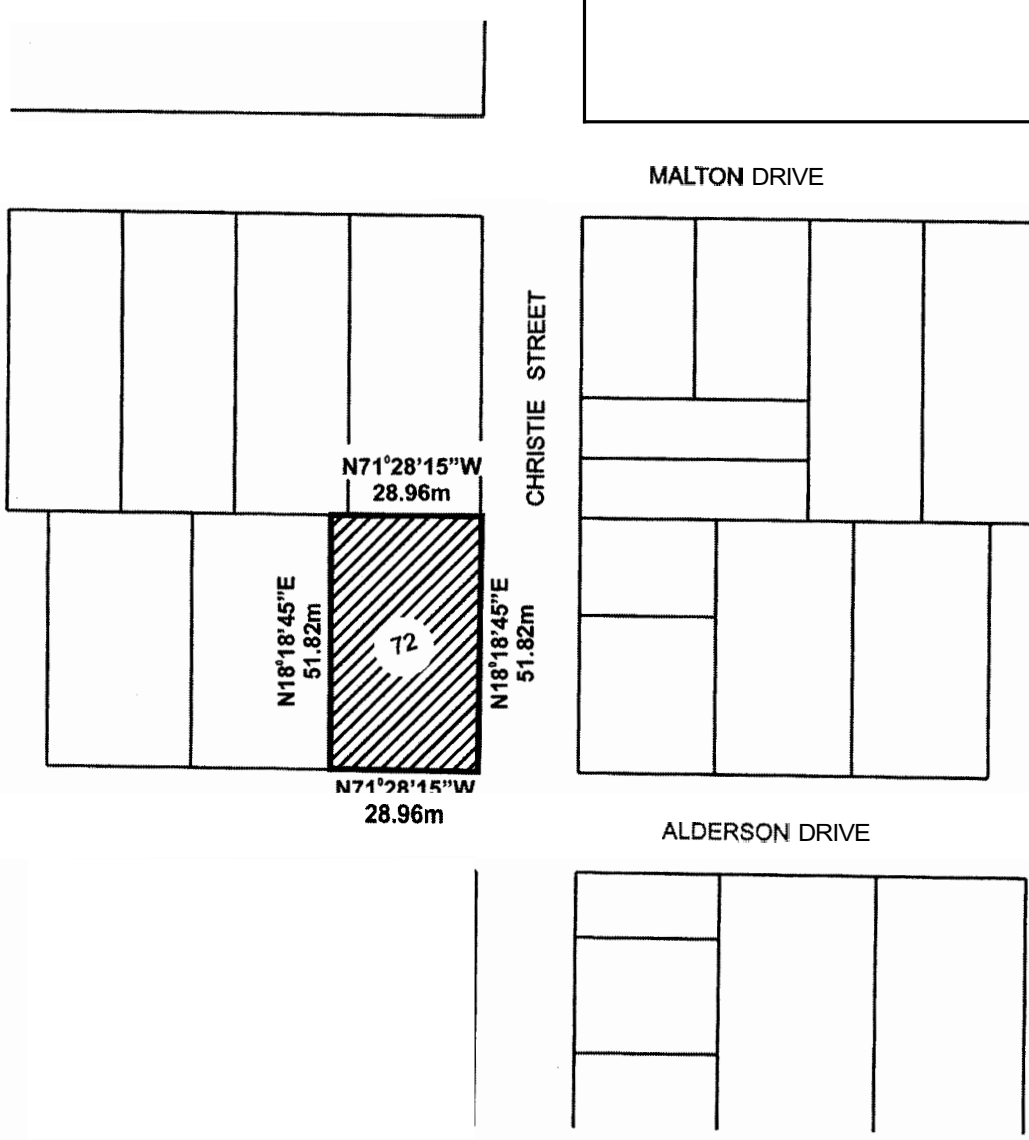 MALTON DRIVE
CHRISTIE STREET
N71°28'15"W
28.96m
N18°18'45"E
51.82m
72
N18°18'45"E
51.82m
N71°28'15"W
28.96m
ALDERSON DRIVE